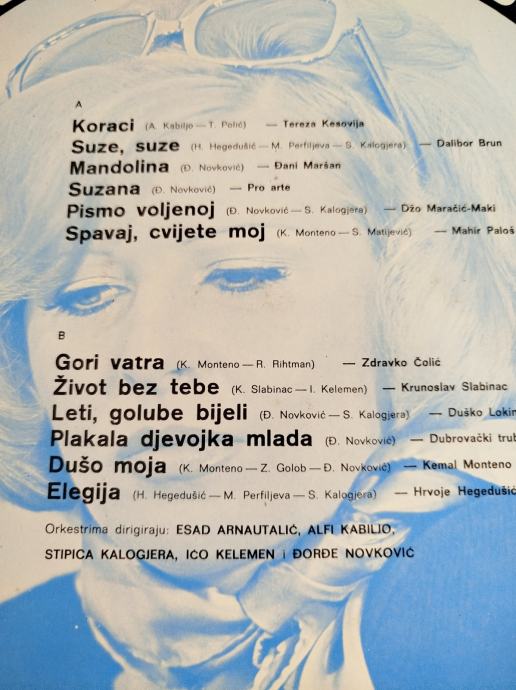 A
Koraci (A. Kabiljo — T. Polić) — Tereza Kesovija
Suze, suze (H. Hegedušić — M. Perfiljeva — S. Kalogjera) — Dalibor Brun
Mandolina (Đ. Novković) — Đani Maršan
Suzana (Đ. Novković) — Pro arte
Pismo voljenoj (Đ. Novković — S. Kalogjera) — Džo Maračić-Maki
Spavaj, cvijete moj (K. Monteno — S. Matijević) — Mahir Paloš
B
Gori vatra (K. Monteno — R. Rihtman) — Zdravko Čolić
Život bez tebe (K. Slabinac — I. Kelemen) — Krunoslav Slabinac
Leti, golube bijeli (Đ. Novković — S. Kalogjera) — Duško Lokin
Plakala djevojka mlada (Đ. Novković) — Dubrovački trub
Dušo moja (K. Monteno — Z. Golob — Đ. Novković) — Kemal Monteno
Elegija (H. Hegedušić — M. Perfiljeva — S. Kalogjera) — Hrvoje Hegedušić
Orkestrima dirigiraju: ESAD ARNAUTALIĆ, ALFI KABILJO,
STIPICA KALOGJERA, IĆO KELEMEN i ĐORĐE NOVKOVIĆ